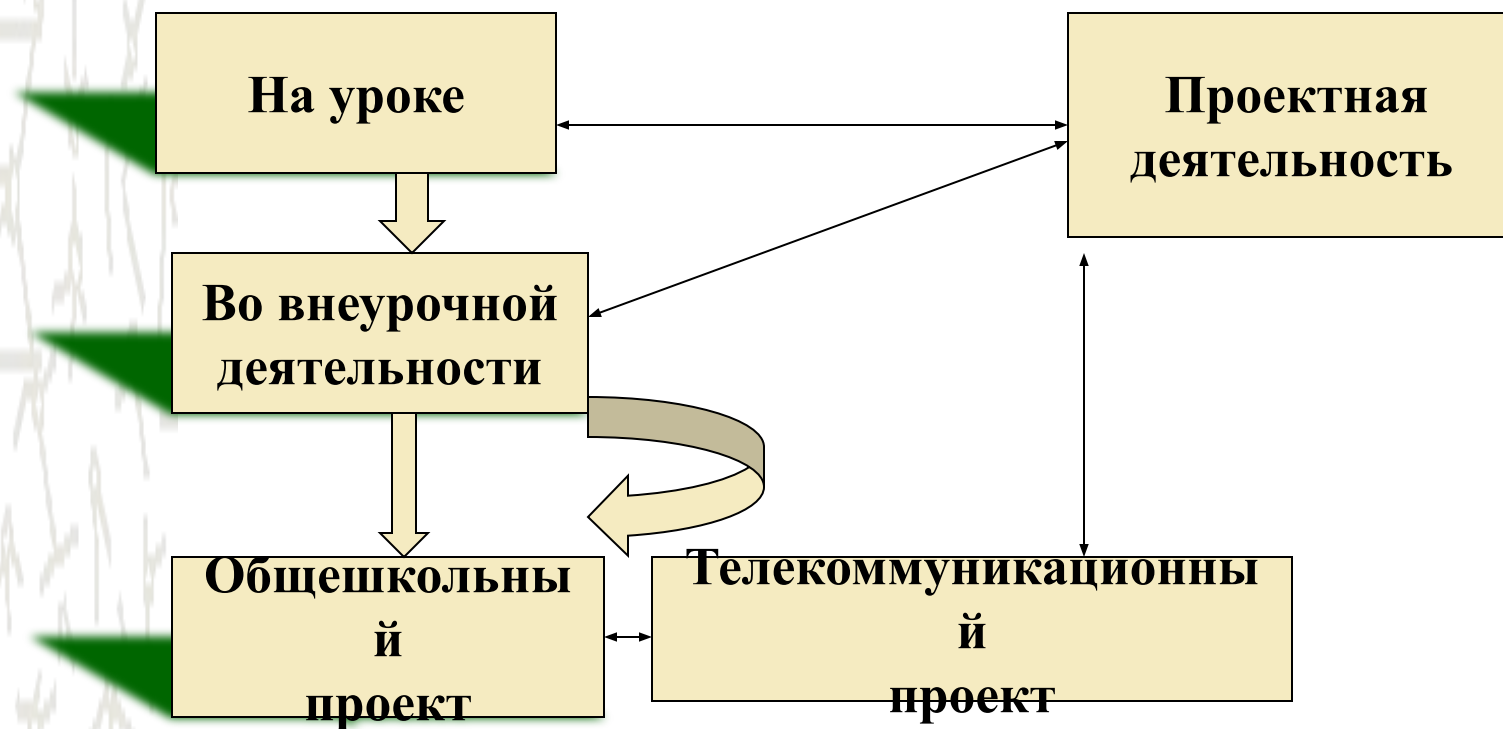 На уроке
Проектная
деятельность
Во внеурочной
деятельности
Общешкольны
й
проект
Телекоммуникационны
й
проект